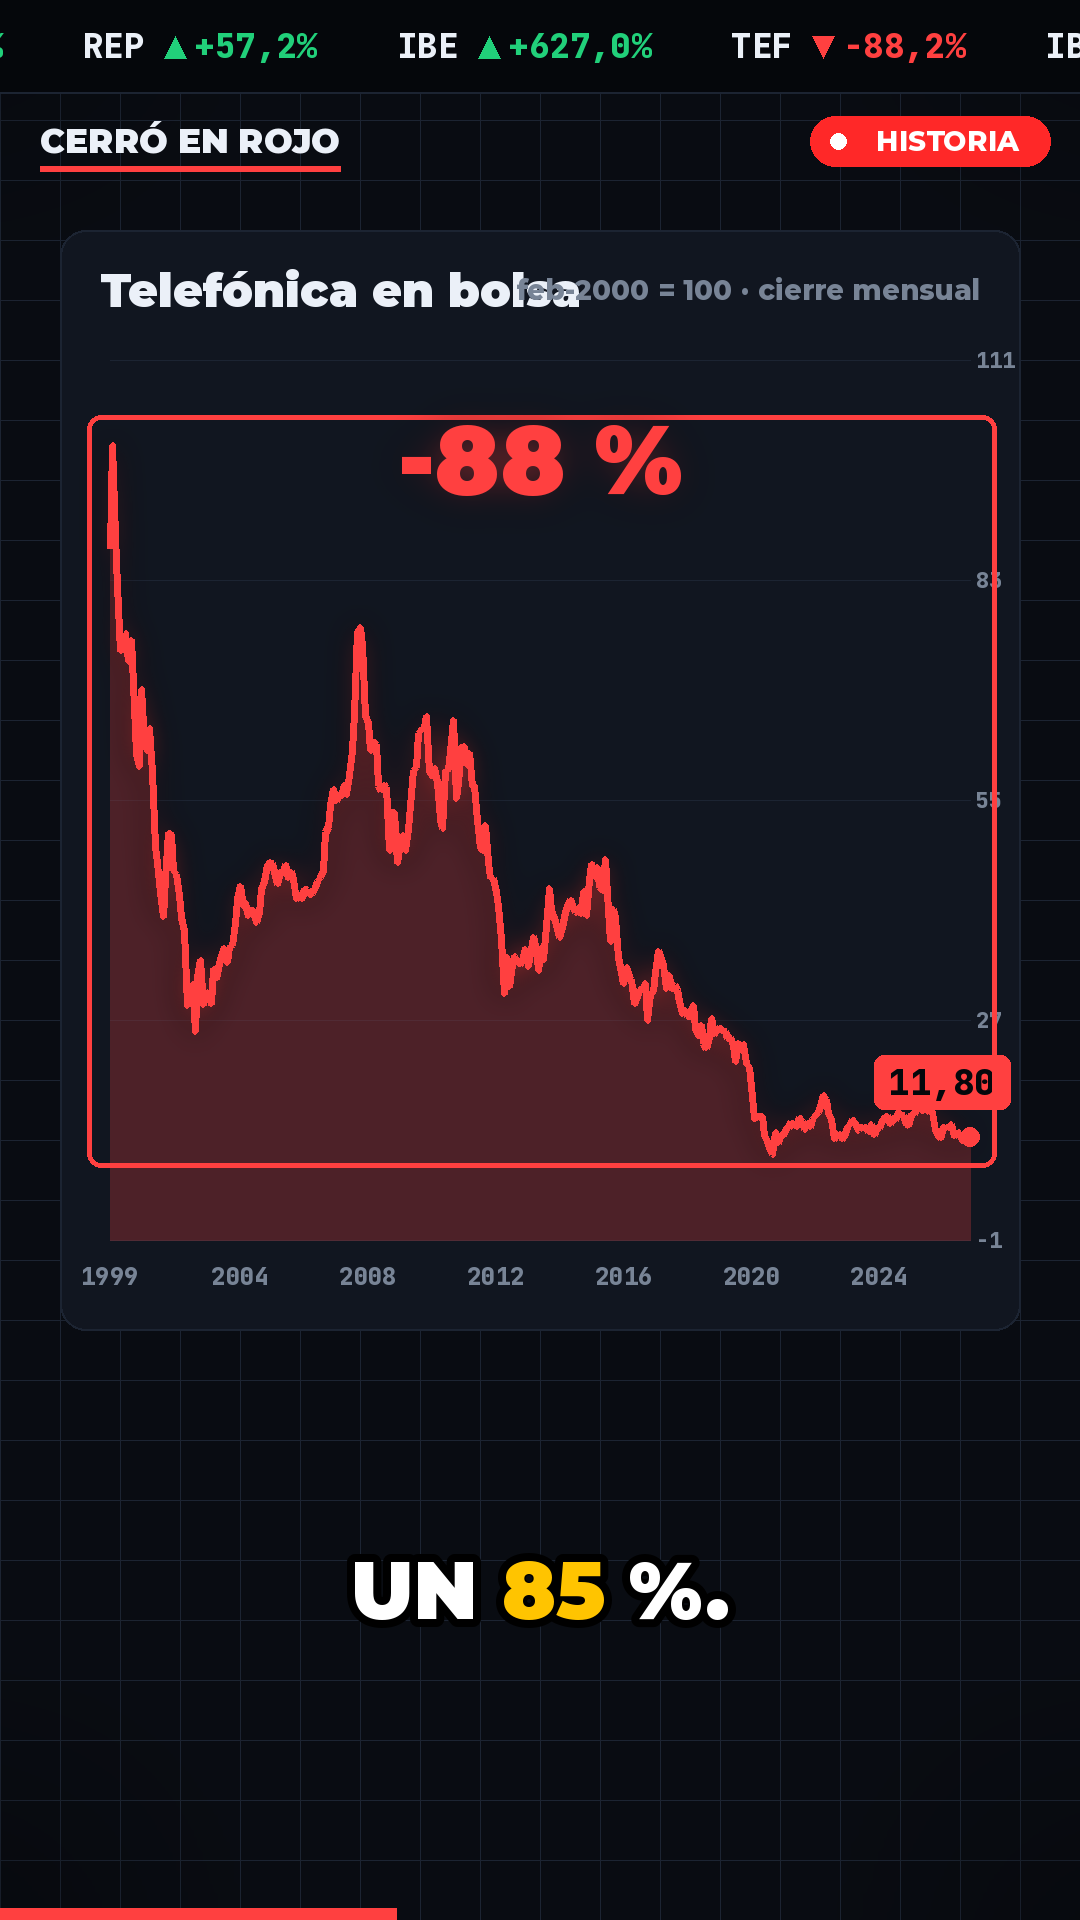 REP ▲+57,2% IBE ▲+627,0% TEF ▼-88,2%
CERRÓ EN ROJO
HISTORIA
Telefónica en bolsa
feb-2000 = 100 · cierre mensual
111
-88 %
83
55
27
11,80
-1
1999 2004 2008 2012 2016 2020 2024
UN 85 %.